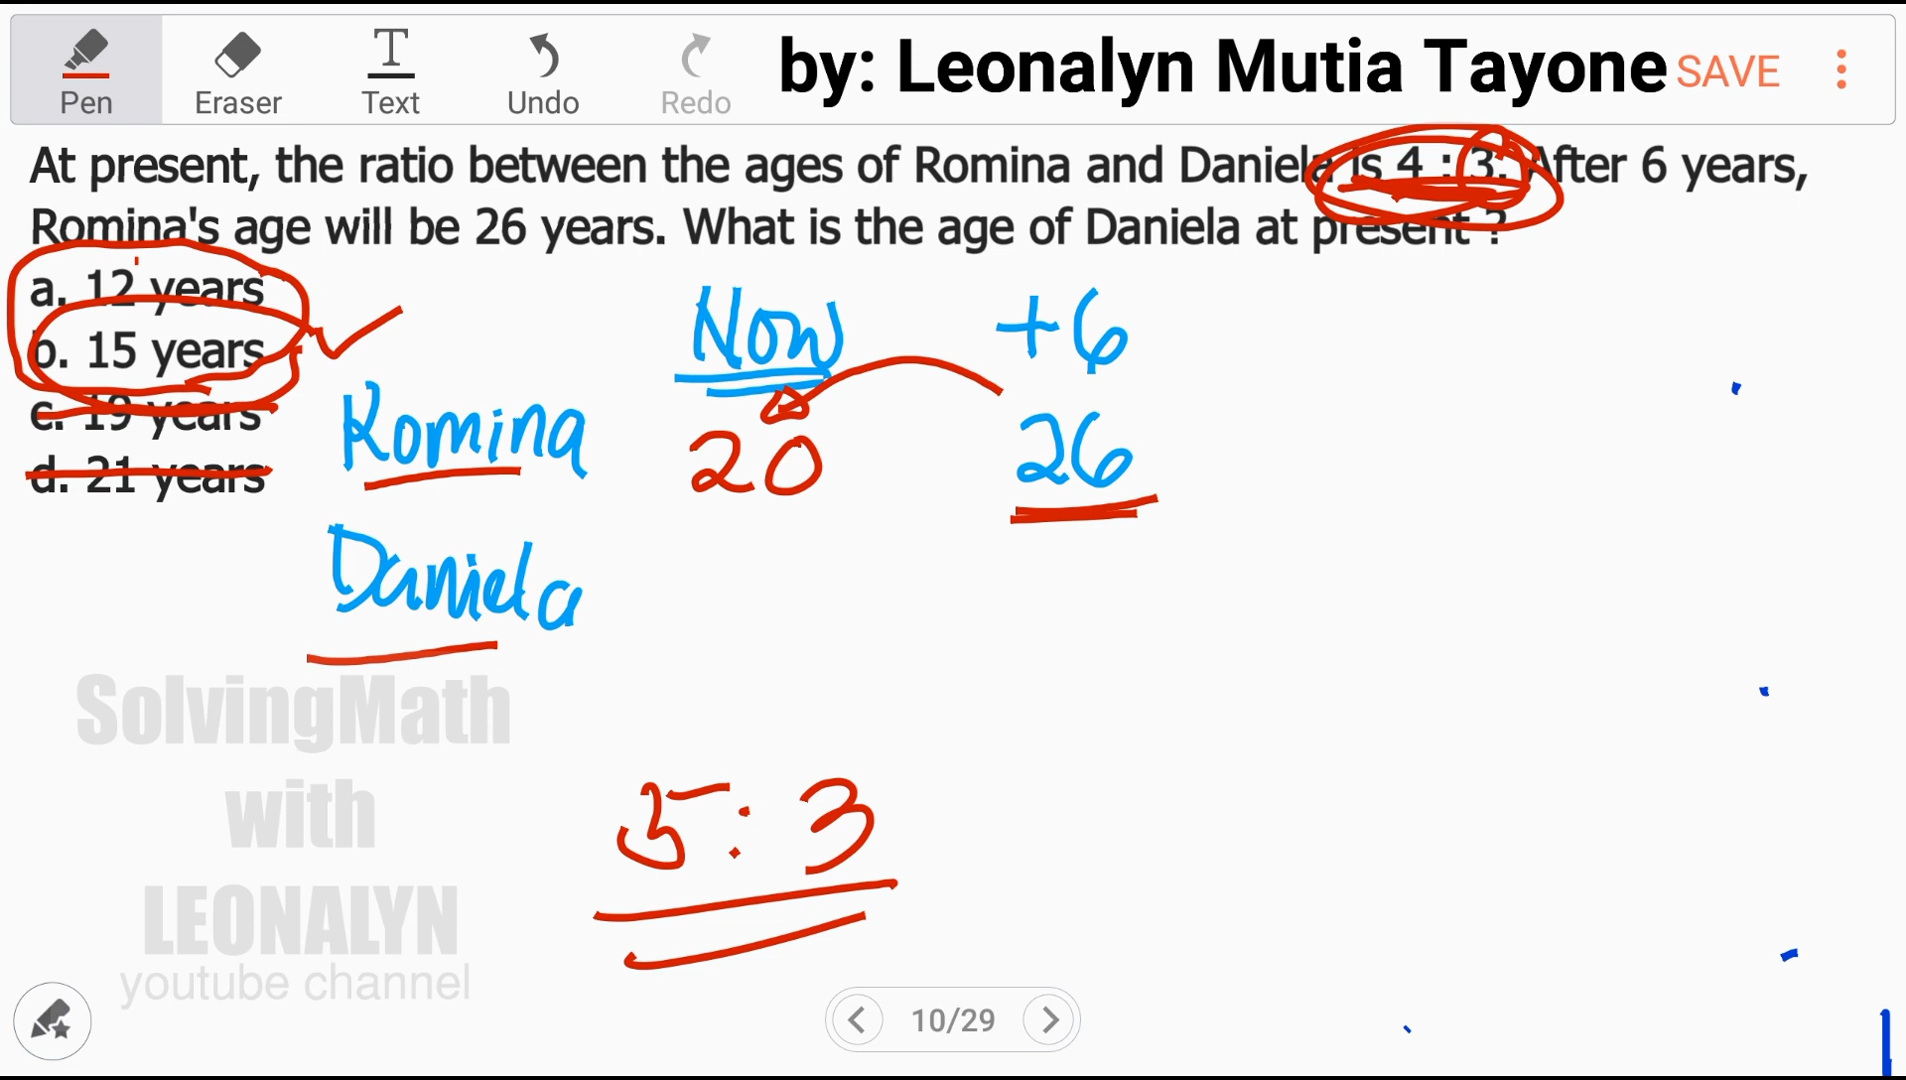 Pen Eraser Text Undo Redo by: Leonalyn Mutia Tayone SAVE
At present, the ratio between the ages of Romina and Daniela is 4 : 3. After 6 years,
Romina's age will be 26 years. What is the age of Daniela at present ?
a. 12 years
b. 15 years
c. 19 years
d. 21 years
Now +6
Romina 20 26
Daniela
SolvingMath
with
LEONALYN
youtube channel
5 : 3
10/29